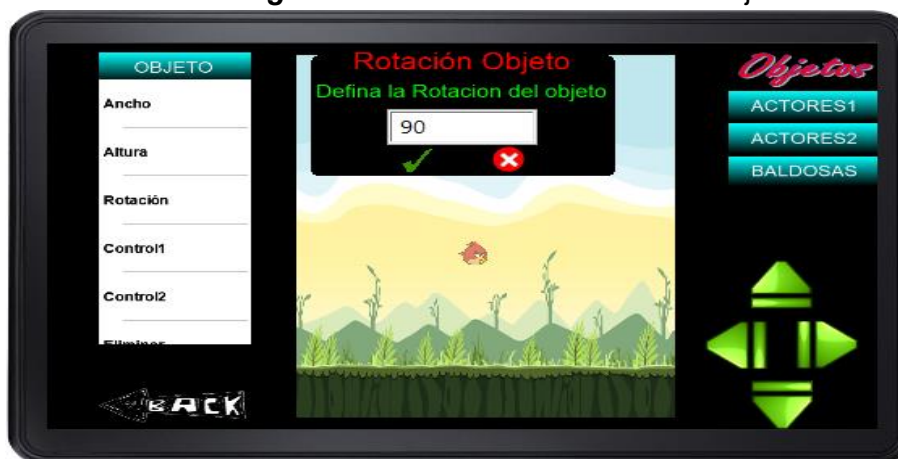 OBJETO
Ancho
Altura
Rotación
Control1
Control2
Eliminar
BACK
Rotación Objeto
Defina la Rotacion del objeto
90
Objetos
ACTORES1
ACTORES2
BALDOSAS